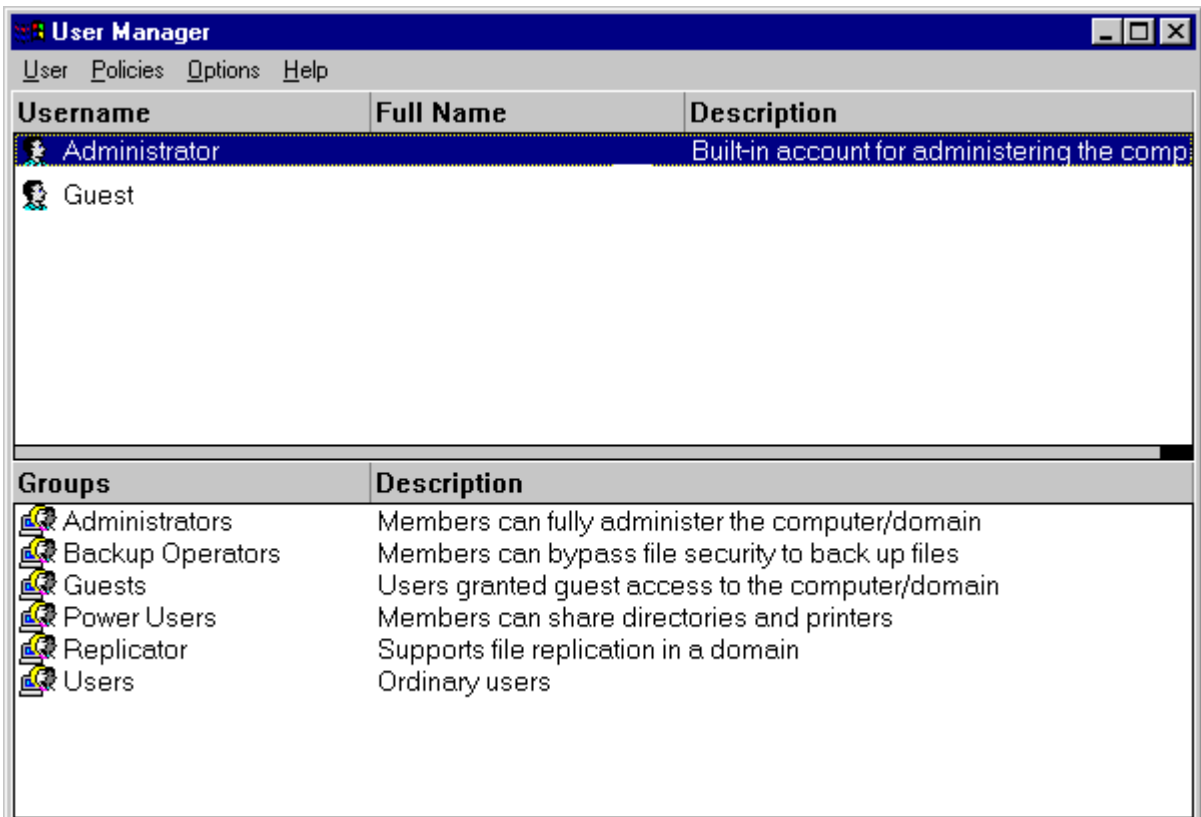 User Manager
User Policies Options Help
Username Full Name Description
Administrator Built-in account for administering the comp
Guest
Groups Description
Administrators Members can fully administer the computer/domain
Backup Operators Members can bypass file security to back up files
Guests Users granted guest access to the computer/domain
Power Users Members can share directories and printers
Replicator Supports file replication in a domain
Users Ordinary users